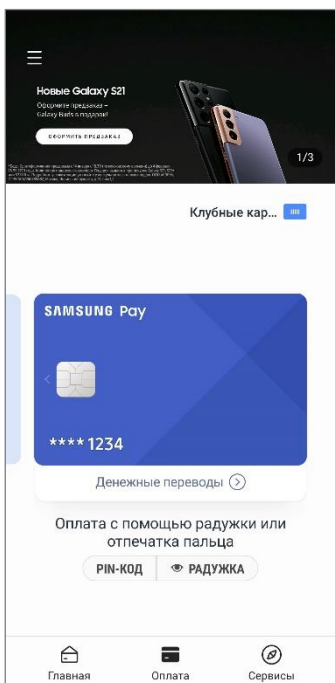 Новые Galaxy S21
Оформите предзаказ –
Galaxy Buds в подарок!
ОФОРМИТЬ ПРЕДЗАКАЗ
1/3
Клубные кар...
SAMSUNG Pay
**** 1234
Денежные переводы
Оплата с помощью радужки или
отпечатка пальца
PIN-КОД
РАДУЖКА
Главная
Оплата
Сервисы